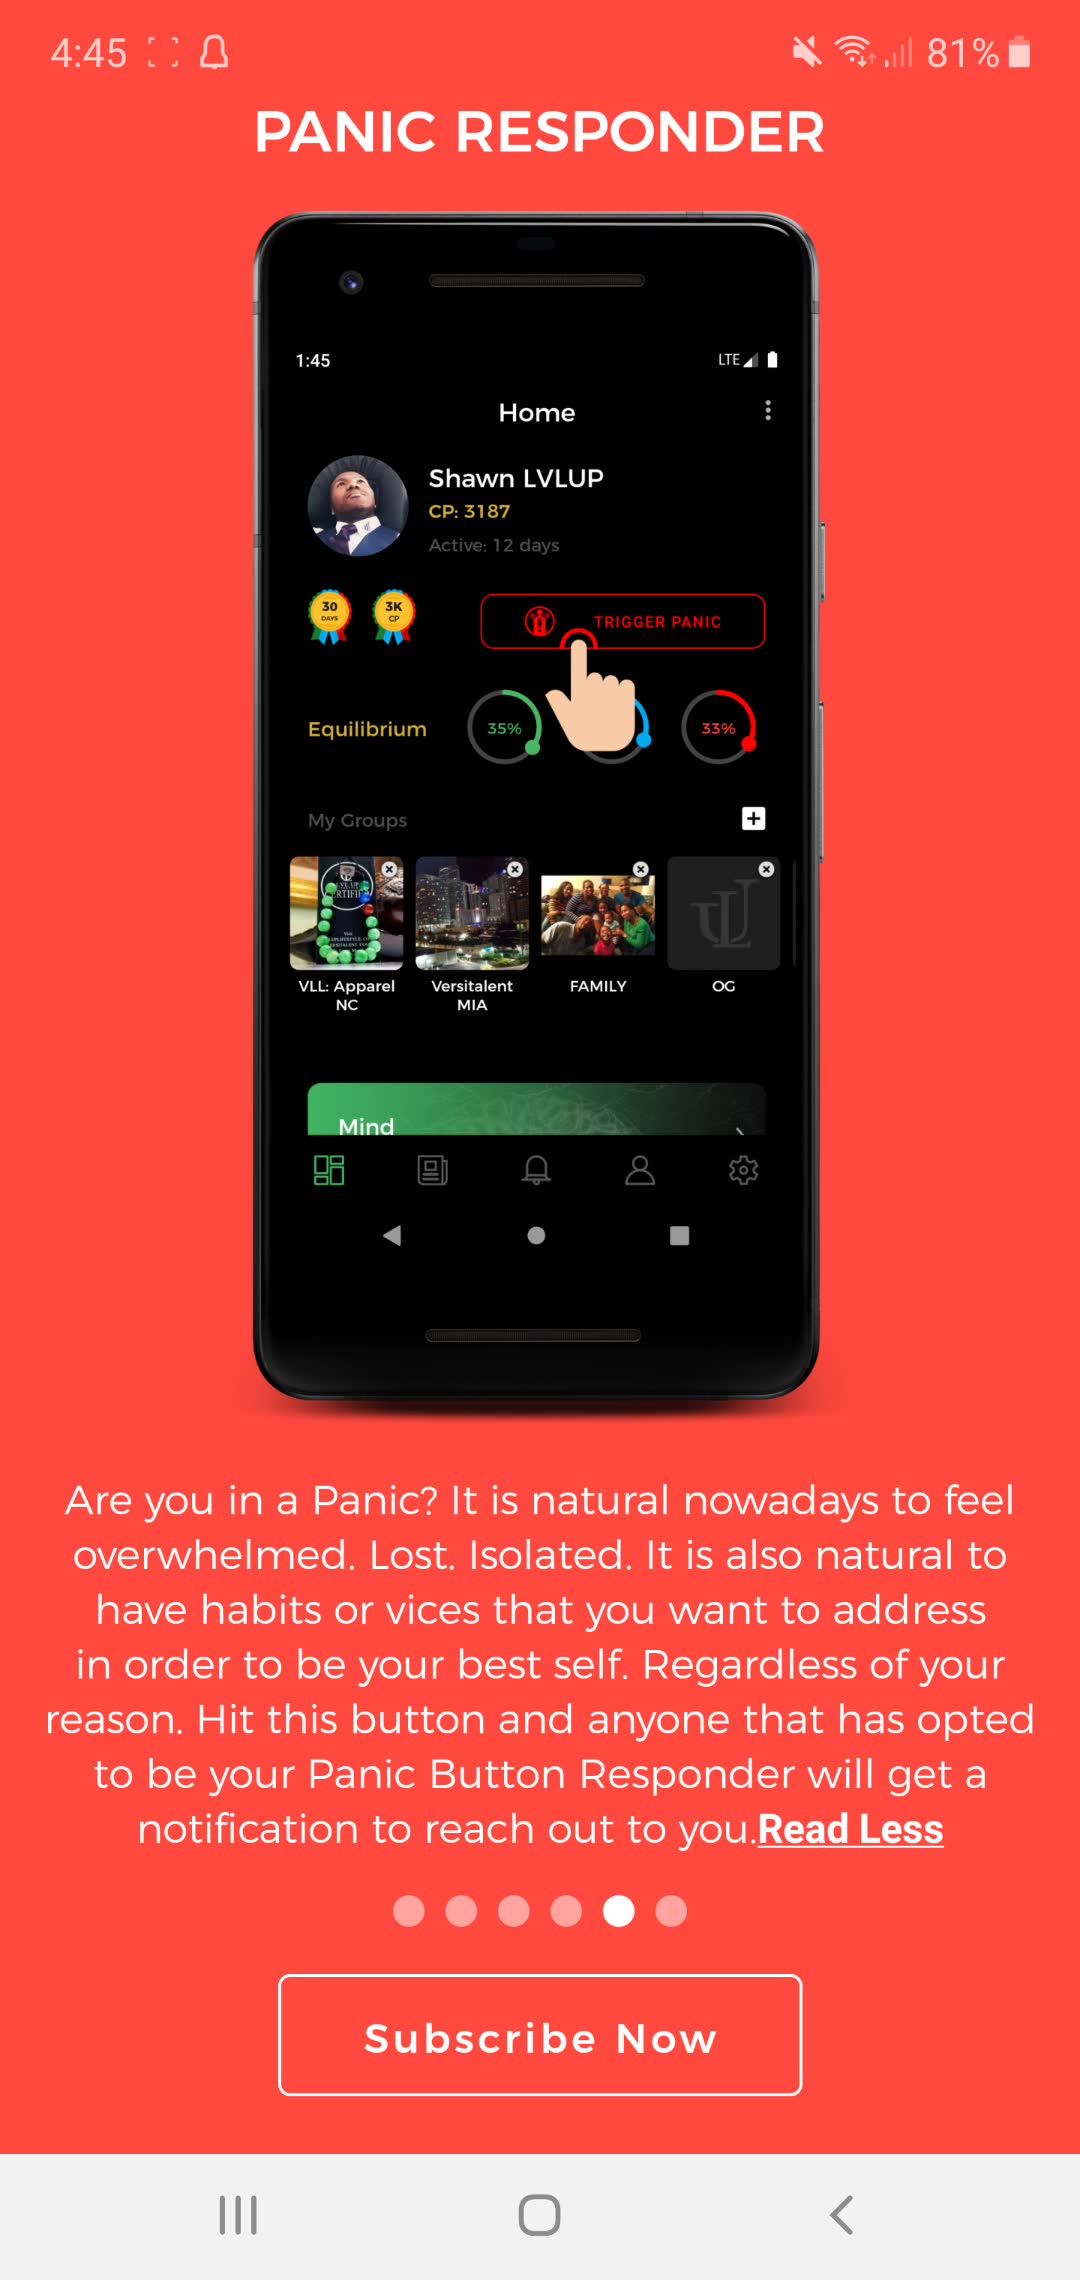 4:45
81%
PANIC RESPONDER
1:45
LTE
Home
Shawn LVLUP
CP: 3187
Active: 12 days
30
DAYS
3K
CP
TRIGGER PANIC
Equilibrium
35%
33%
My Groups
VLL: Apparel
NC
Versitalent
MIA
FAMILY
OG
Mind
Are you in a Panic? It is natural nowadays to feel
overwhelmed. Lost. Isolated. It is also natural to
have habits or vices that you want to address
in order to be your best self. Regardless of your
reason. Hit this button and anyone that has opted
to be your Panic Button Responder will get a
notification to reach out to you.Read Less
Subscribe Now